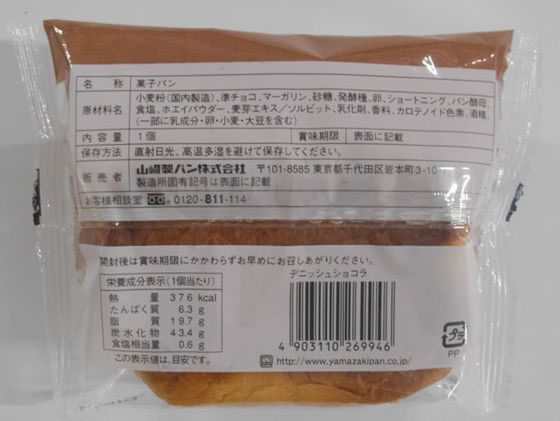 名 称 菓子パン
原材料名 小麦粉(国内製造)、準チョコ、マーガリン、砂糖、発酵種、卵、ショートニング、パン酵母、
食塩、ホエイパウダー、麦芽エキス/ソルビット、乳化剤、香料、カロテノイド色素、酒精、
(一部に乳成分・卵・小麦・大豆を含む)
内容量 1個 賞味期限 表面に記載
保存方法 直射日光、高温多湿を避けて保存してください。
販売者 山崎製パン株式会社 〒101-8585 東京都千代田区岩本町3-10
製造所固有記号は表面に記載
お客様相談室 0120-811-114
開封後は賞味期限にかかわらずお早めにお召しあがりください。
デニッシュショコラ
栄養成分表示(1個当たり)
熱量 376 kcal
たんぱく質 6.3 g
脂質 19.7 g
炭水化物 43.4 g
食塩相当量 0.6 g
この表示値は、目安です。
4 903110 269946
http://www.yamazakipan.co.jp/
プラ
PP